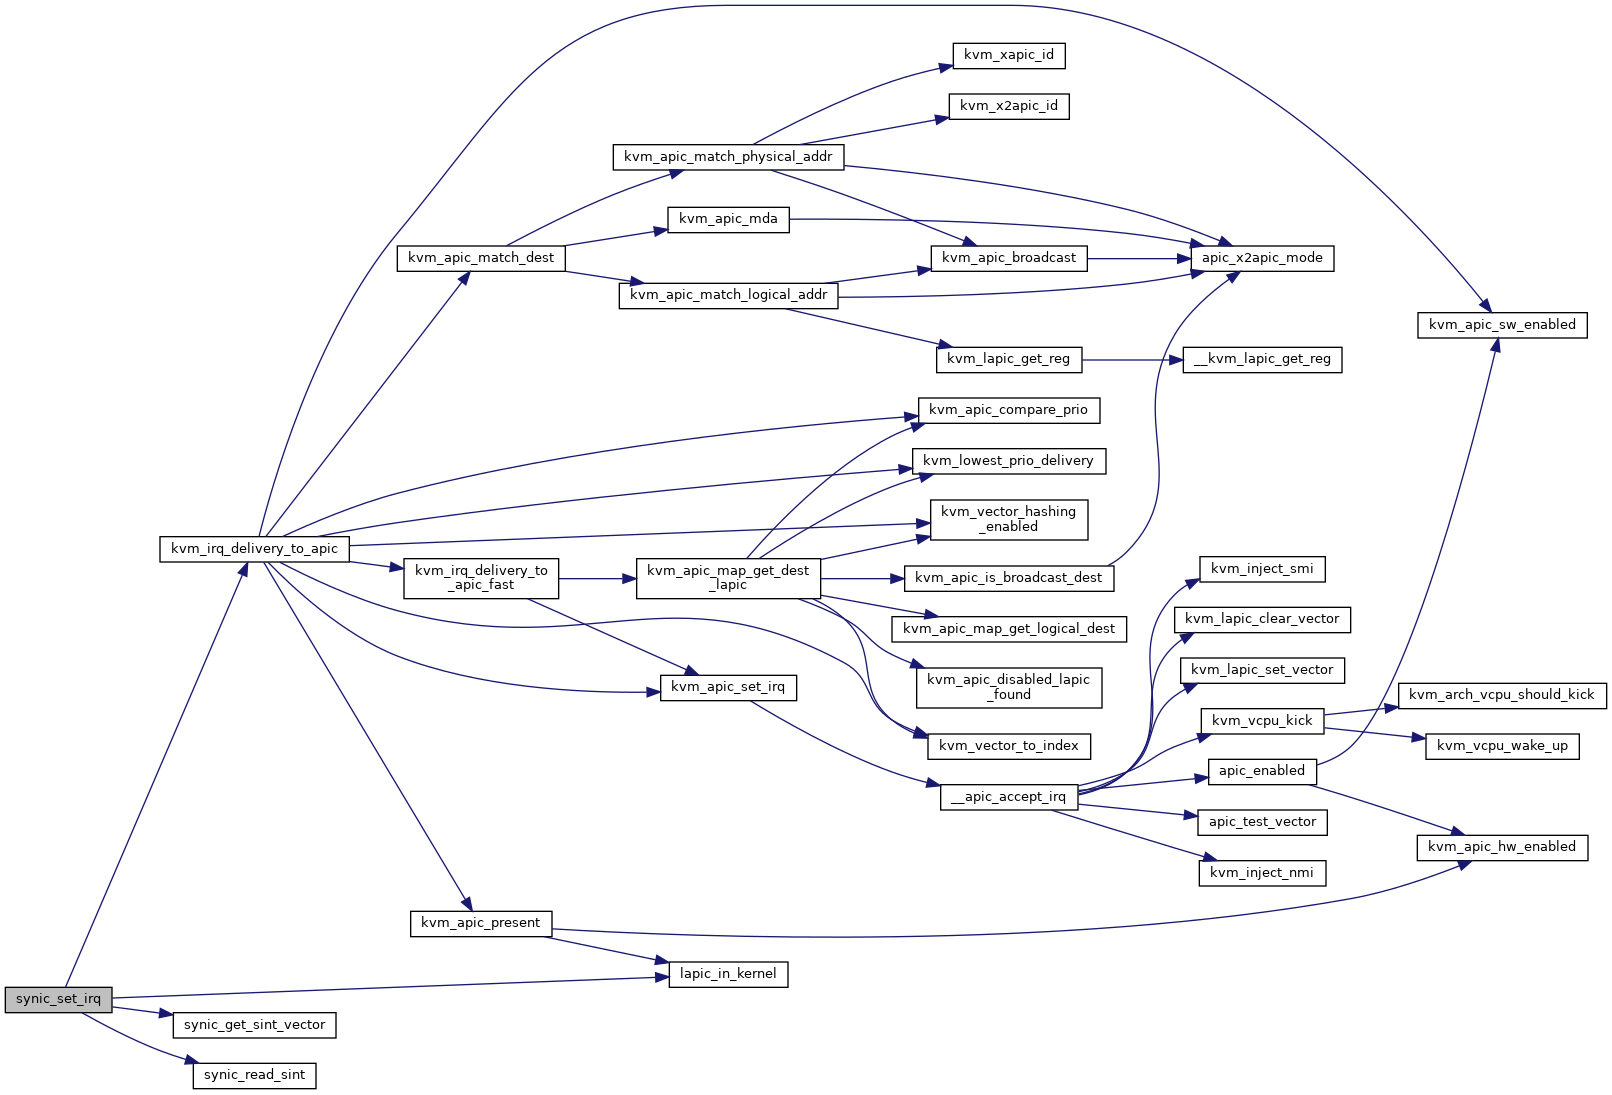 kvm_xapic_id
kvm_x2apic_id
kvm_apic_match_physical_addr
kvm_apic_mda
kvm_apic_match_dest
kvm_apic_broadcast
apic_x2apic_mode
kvm_apic_match_logical_addr
kvm_apic_sw_enabled
kvm_lapic_get_reg
__kvm_lapic_get_reg
kvm_apic_compare_prio
kvm_lowest_prio_delivery
kvm_vector_hashing
_enabled
kvm_irq_delivery_to_apic
kvm_irq_delivery_to
_apic_fast
kvm_apic_map_get_dest
_lapic
kvm_apic_is_broadcast_dest
kvm_inject_smi
kvm_lapic_clear_vector
kvm_apic_map_get_logical_dest
kvm_lapic_set_vector
kvm_apic_disabled_lapic
_found
kvm_apic_set_irq
kvm_arch_vcpu_should_kick
kvm_vcpu_kick
kvm_vector_to_index
kvm_vcpu_wake_up
apic_enabled
__apic_accept_irq
apic_test_vector
kvm_apic_hw_enabled
kvm_inject_nmi
kvm_apic_present
lapic_in_kernel
synic_set_irq
synic_get_sint_vector
synic_read_sint